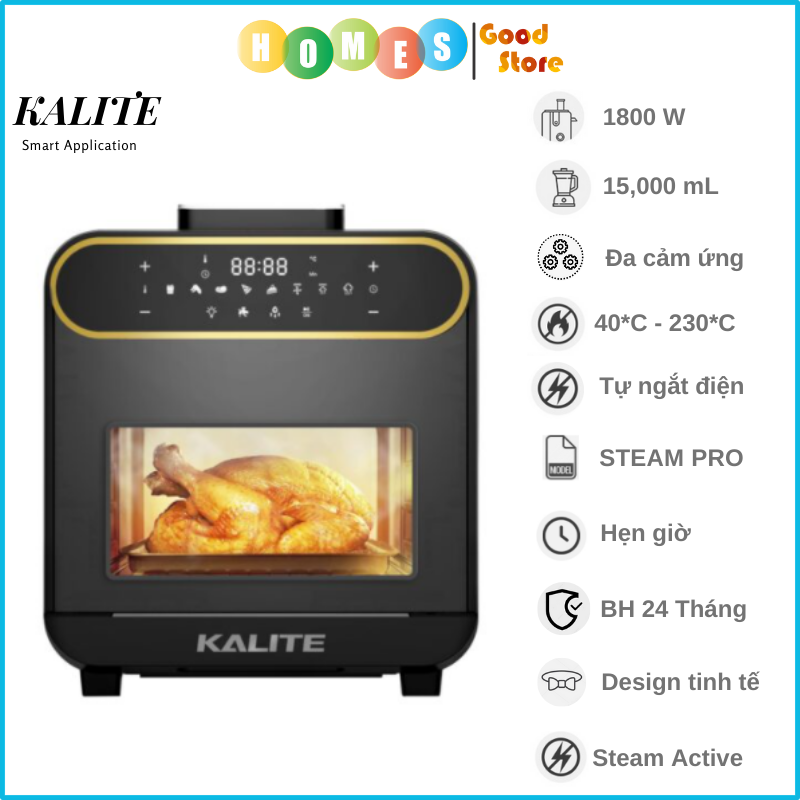 HOMES
Good
Store
KALITE
Smart Application
88:88
KALITE
1800 W
15,000 mL
Đa cảm ứng
40*C - 230*C
Tự ngắt điện
MODEL
STEAM PRO
Hẹn giờ
BH 24 Tháng
Design tinh tế
Steam Active